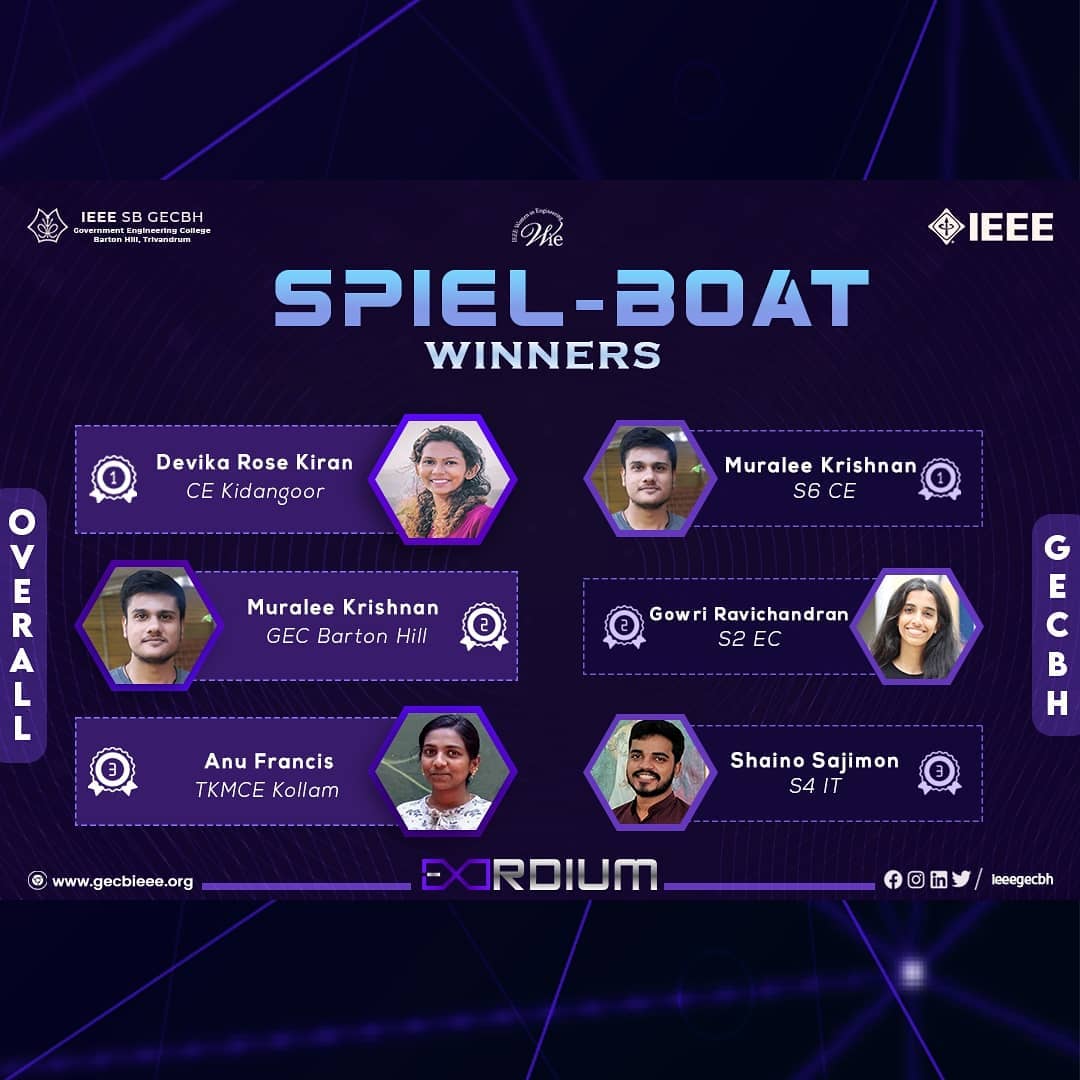 IEEE SB GECBH
Government Engineering College
Barton Hill, Trivandrum
IEEE Women in Engineering
Wie
IEEE
SPIEL-BOAT
WINNERS
OVERALL
1
Devika Rose Kiran
CE Kidangoor
Muralee Krishnan
GEC Barton Hill
2
3
Anu Francis
TKMCE Kollam
GECBH
Muralee Krishnan
S6 CE
1
2
Gowri Ravichandran
S2 EC
Shaino Sajimon
S4 IT
3
www.gecbieee.org
EXORDIUM
/ ieeegecbh